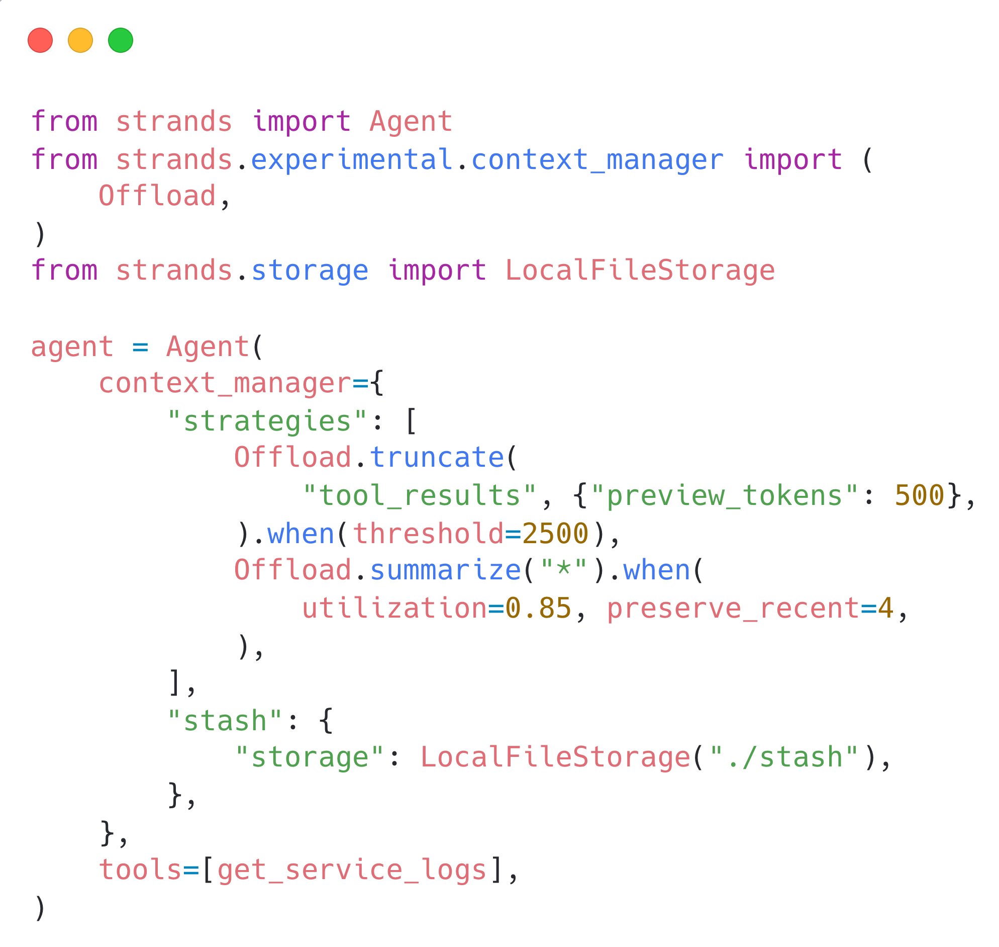 from strands import Agent
from strands.experimental.context_manager import (
    Offload,
)
from strands.storage import LocalFileStorage

agent = Agent(
    context_manager={
        "strategies": [
            Offload.truncate(
                "tool_results", {"preview_tokens": 500},
            ).when(threshold=2500),
            Offload.summarize("*").when(
                utilization=0.85, preserve_recent=4,
            ),
        ],
        "stash": {
            "storage": LocalFileStorage("./stash"),
        },
    },
    tools=[get_service_logs],
)